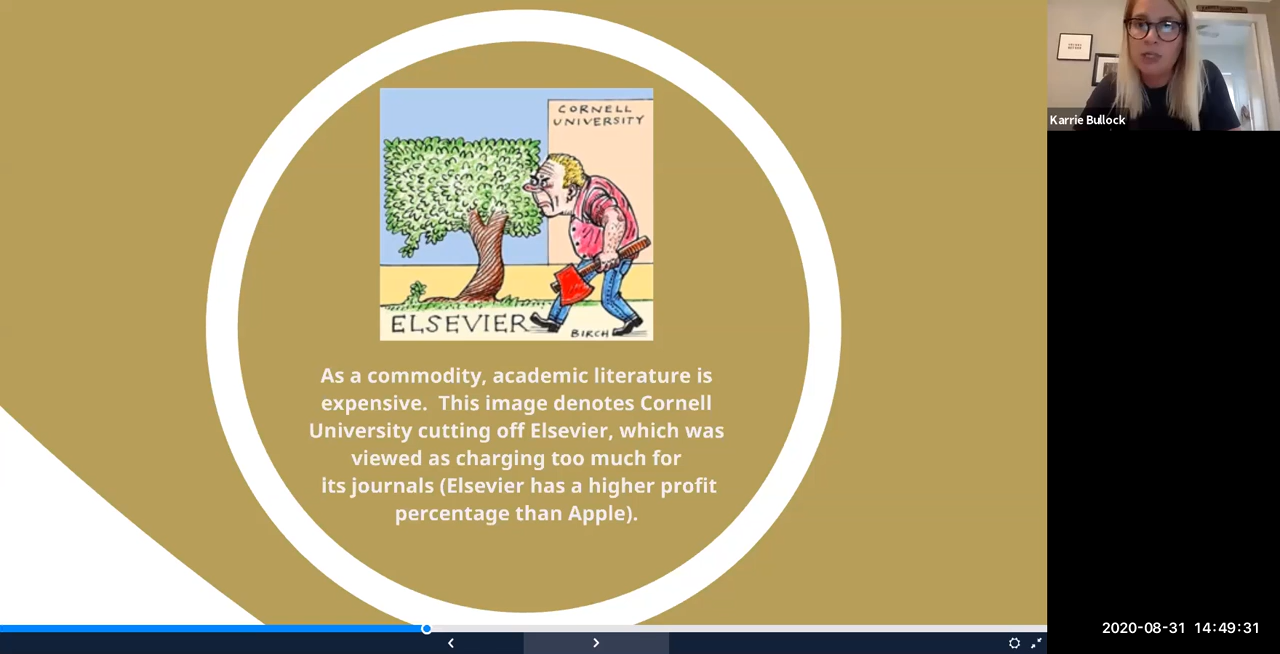 CORNELL
UNIVERSITY
ELSEVIER
BIRCH
As a commodity, academic literature is
expensive.  This image denotes Cornell
University cutting off Elsevier, which was
viewed as charging too much for
its journals (Elsevier has a higher profit
percentage than Apple).
Karrie Bullock
2020-08-31 14:49:31